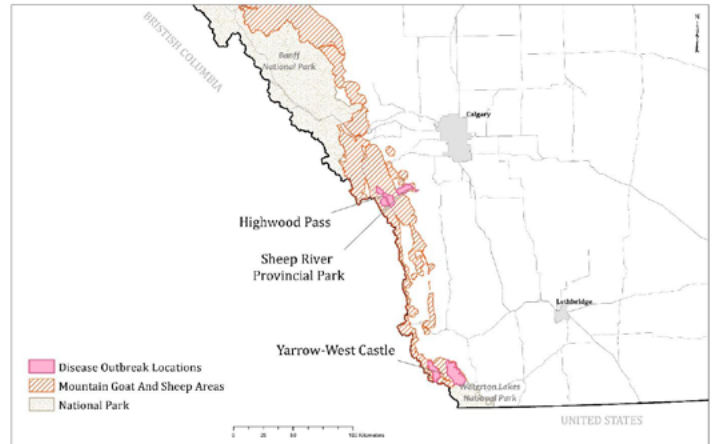 BRISTISH COLUMBIA
Banff
National Park
Calgary
Highwood Pass
Sheep River
Provincial Park
Lethbridge
Yarrow-West Castle
Disease Outbreak Locations
Mountain Goat And Sheep Areas
National Park
Waterton Lakes
National Park
UNITED STATES
0 25 50 100 Kilometers
N